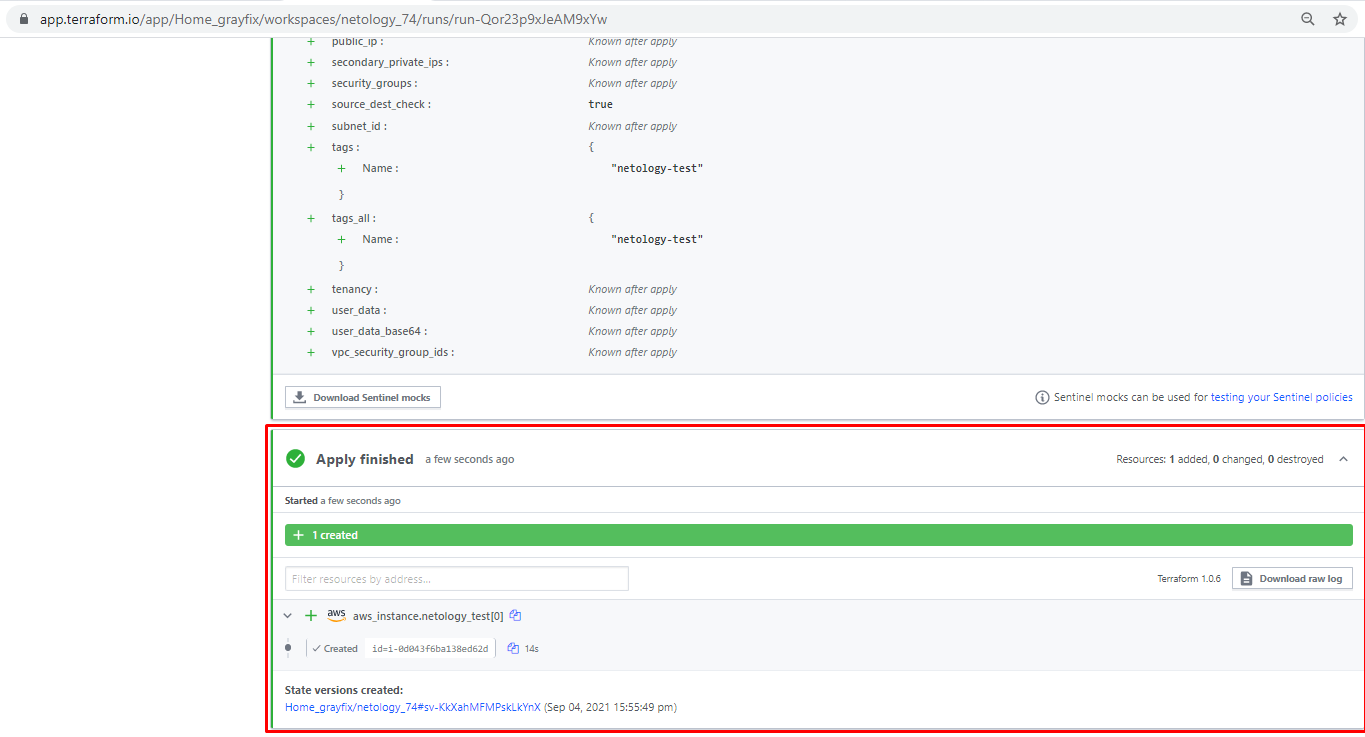 app.terraform.io/app/Home_grayfix/workspaces/netology_74/runs/run-Qor23p9xJeAM9xYw
+ public_ip : Known after apply
+ secondary_private_ips : Known after apply
+ security_groups : Known after apply
+ source_dest_check : true
+ subnet_id : Known after apply
+ tags : {
+ Name : "netology-test"
}
+ tags_all : {
+ Name : "netology-test"
}
+ tenancy : Known after apply
+ user_data : Known after apply
+ user_data_base64 : Known after apply
+ vpc_security_group_ids : Known after apply
Download Sentinel mocks Sentinel mocks can be used for testing your Sentinel policies
Apply finished a few seconds ago Resources: 1 added, 0 changed, 0 destroyed
Started a few seconds ago
+ 1 created
Filter resources by address... Terraform 1.0.6 Download raw log
+ aws aws_instance.netology_test[0]
✓ Created id=i-0d043f6ba138ed62d 14s
State versions created:
Home_grayfix/netology_74#sv-KkXahMFMPskLkYnX (Sep 04, 2021 15:55:49 pm)